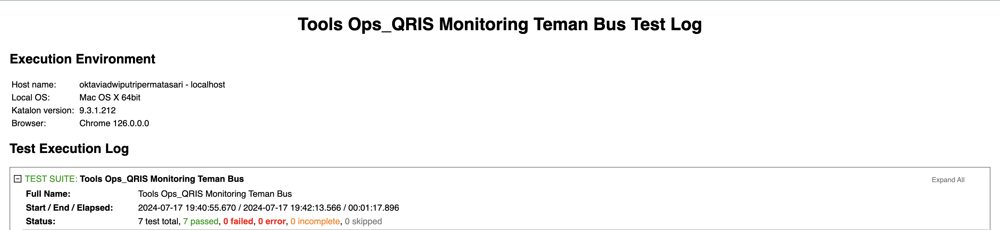 Tools Ops_QRIS Monitoring Teman Bus Test Log
Execution Environment
Host name: oktaviadwiputripermatasari - localhost
Local OS: Mac OS X 64bit
Katalon version: 9.3.1.212
Browser: Chrome 126.0.0.0
Test Execution Log
TEST SUITE: Tools Ops_QRIS Monitoring Teman Bus Expand All
Full Name: Tools Ops_QRIS Monitoring Teman Bus
Start / End / Elapsed: 2024-07-17 19:40:55.670 / 2024-07-17 19:42:13.566 / 00:01:17.896
Status: 7 test total, 7 passed, 0 failed, 0 error, 0 incomplete, 0 skipped